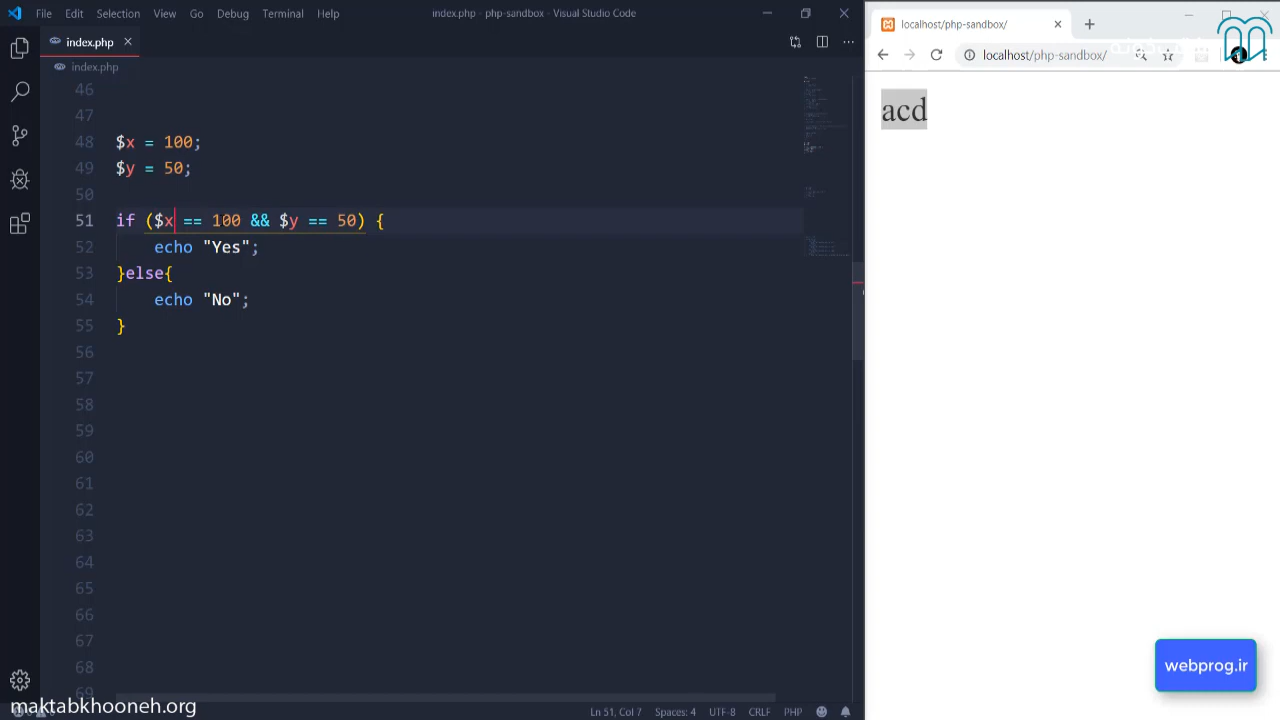 File Edit Selection View Go Debug Terminal Help
index.php - php-sandbox - Visual Studio Code
index.php
index.php
46
47
48 $x = 100;
49 $y = 50;
50
51 if ($x == 100 && $y == 50) {
52 echo "Yes";
53 }else{
54 echo "No";
55 }
56
57
58
59
60
61
62
63
64
65
66
67
68
69
Ln 51, Col 7 Spaces: 4 UTF-8 CRLF PHP
maktabkhooneh.org
localhost/php-sandbox/
localhost/php-sandbox/
acd
webprog.ir